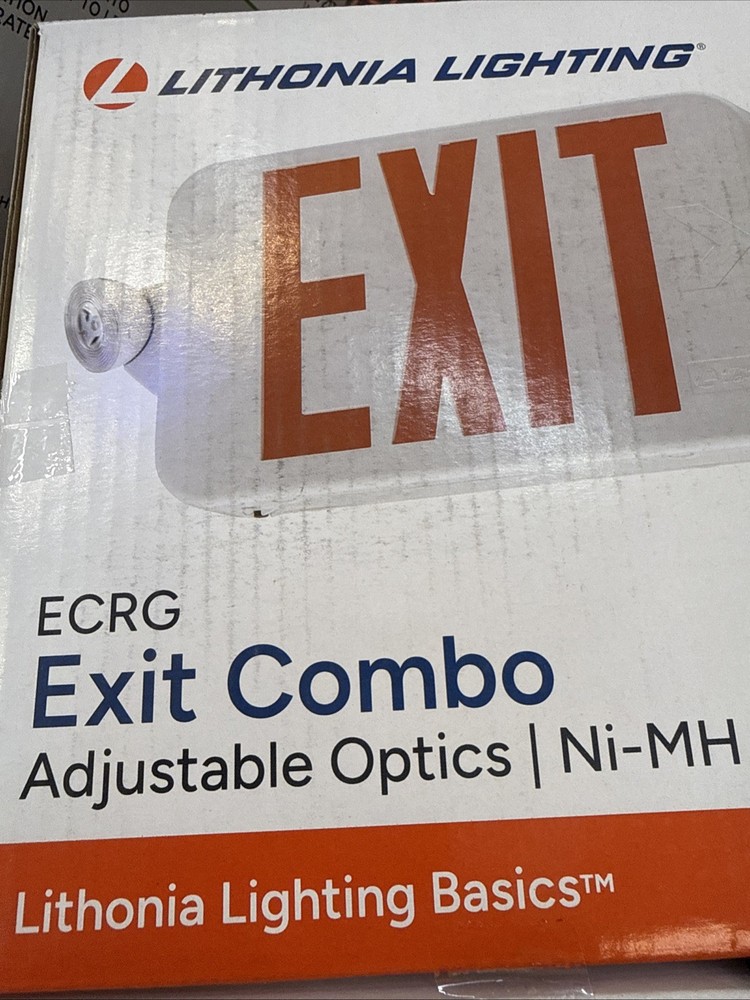 LITHONIA LIGHTING®
EXIT
ECRG
Exit Combo
Adjustable Optics | Ni-MH
Lithonia Lighting Basics™